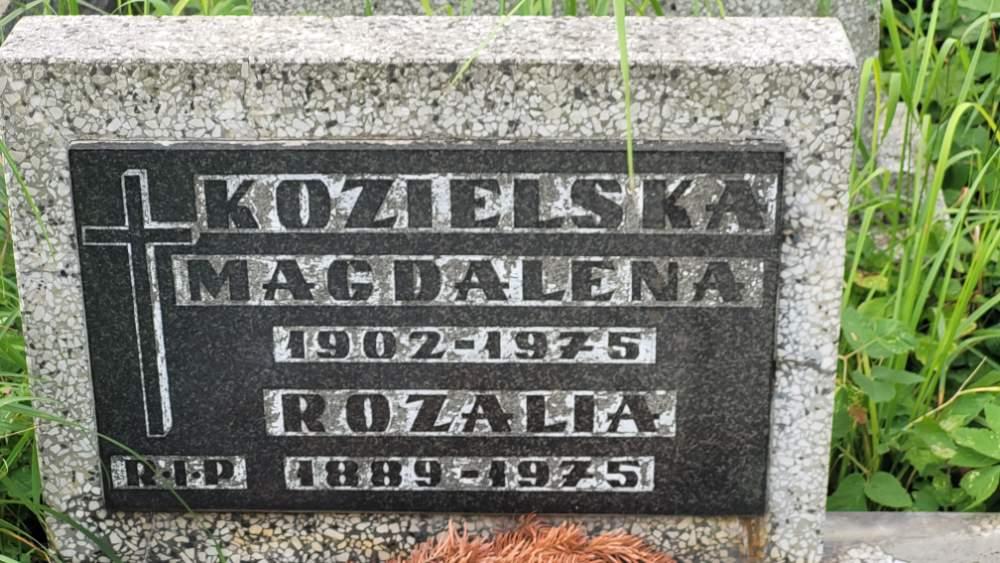 KOZIELSKA
MAGDALENA
1902-1975
ROZALIA
R.I.P 1889-1975